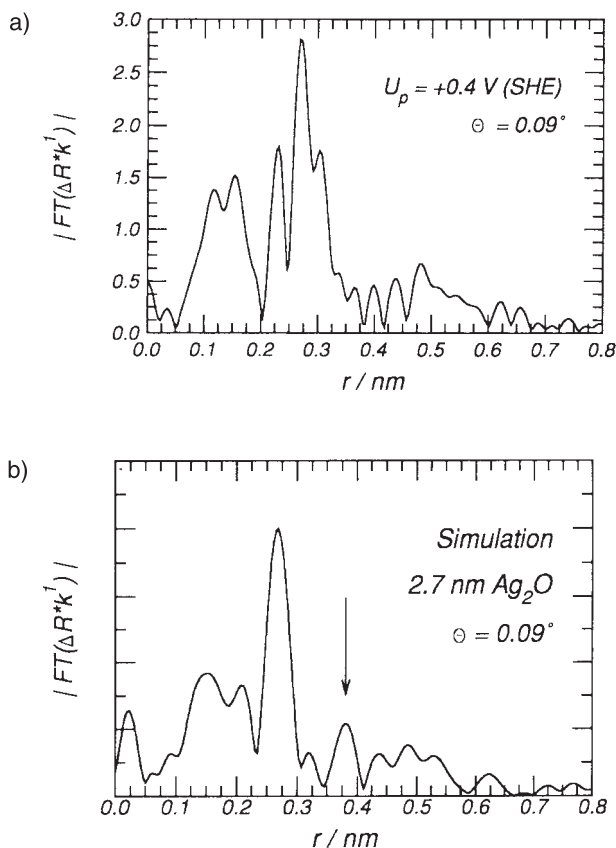 a)
3.0
2.5
2.0
1.5
1.0
0.5
0.0
| FT(ΔR*k¹) |
U_p = +0.4 V (SHE)
Θ = 0.09°
0.0 0.1 0.2 0.3 0.4 0.5 0.6 0.7 0.8
r / nm
b)
| FT(ΔR*k¹) |
Simulation
2.7 nm Ag₂O
Θ = 0.09°
0.0 0.1 0.2 0.3 0.4 0.5 0.6 0.7 0.8
r / nm